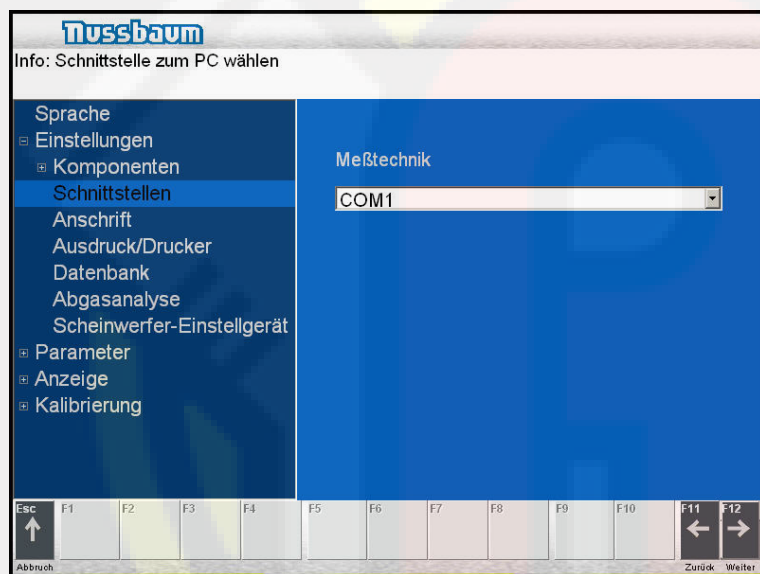 Nussbaum
Info: Schnittstelle zum PC wählen
Sprache
Einstellungen
Komponenten
Schnittstellen
Anschrift
Ausdruck/Drucker
Datenbank
Abgasanalyse
Scheinwerfer-Einstellgerät
Parameter
Anzeige
Kalibrierung
Meßtechnik
COM1
Esc F1 F2 F3 F4 F5 F6 F7 F8 F9 F10 F11 F12
Abbruch Zurück Weiter